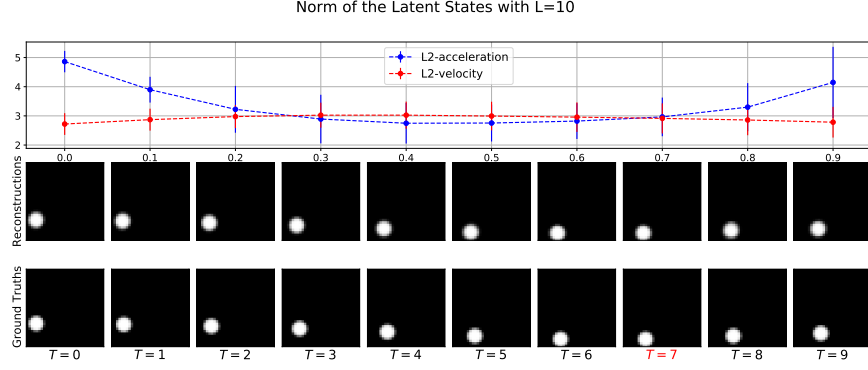 Norm of the Latent States with L=10
L2-acceleration
L2-velocity
5
4
3
2
0.0 0.1 0.2 0.3 0.4 0.5 0.6 0.7 0.8 0.9
Reconstructions
Ground Truths
T = 0 T = 1 T = 2 T = 3 T = 4 T = 5 T = 6 T = 7 T = 8 T = 9